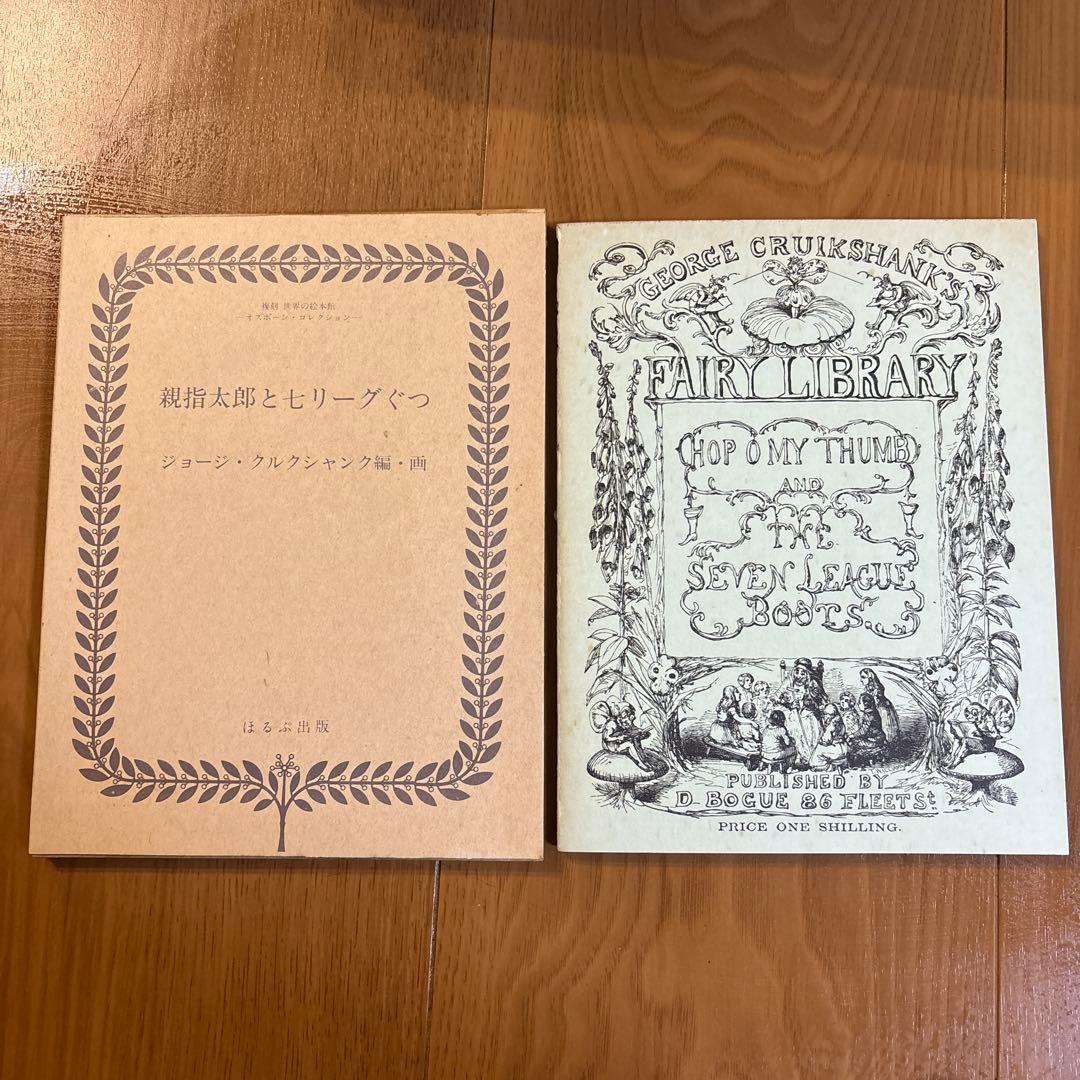 復刻 世界の絵本館
—オズボーン・コレクション—
親指太郎と七リーグぐつ
ジョージ・クルクシャンク編・画
ほるぷ出版
GEORGE CRUIKSHANK'S
FAIRY LIBRARY
HOP O MY THUMB
AND
THE
SEVEN LEAGUE
BOOTS.
PUBLISHED BY
D. BOGUE 86 FLEET St.
PRICE ONE SHILLING.